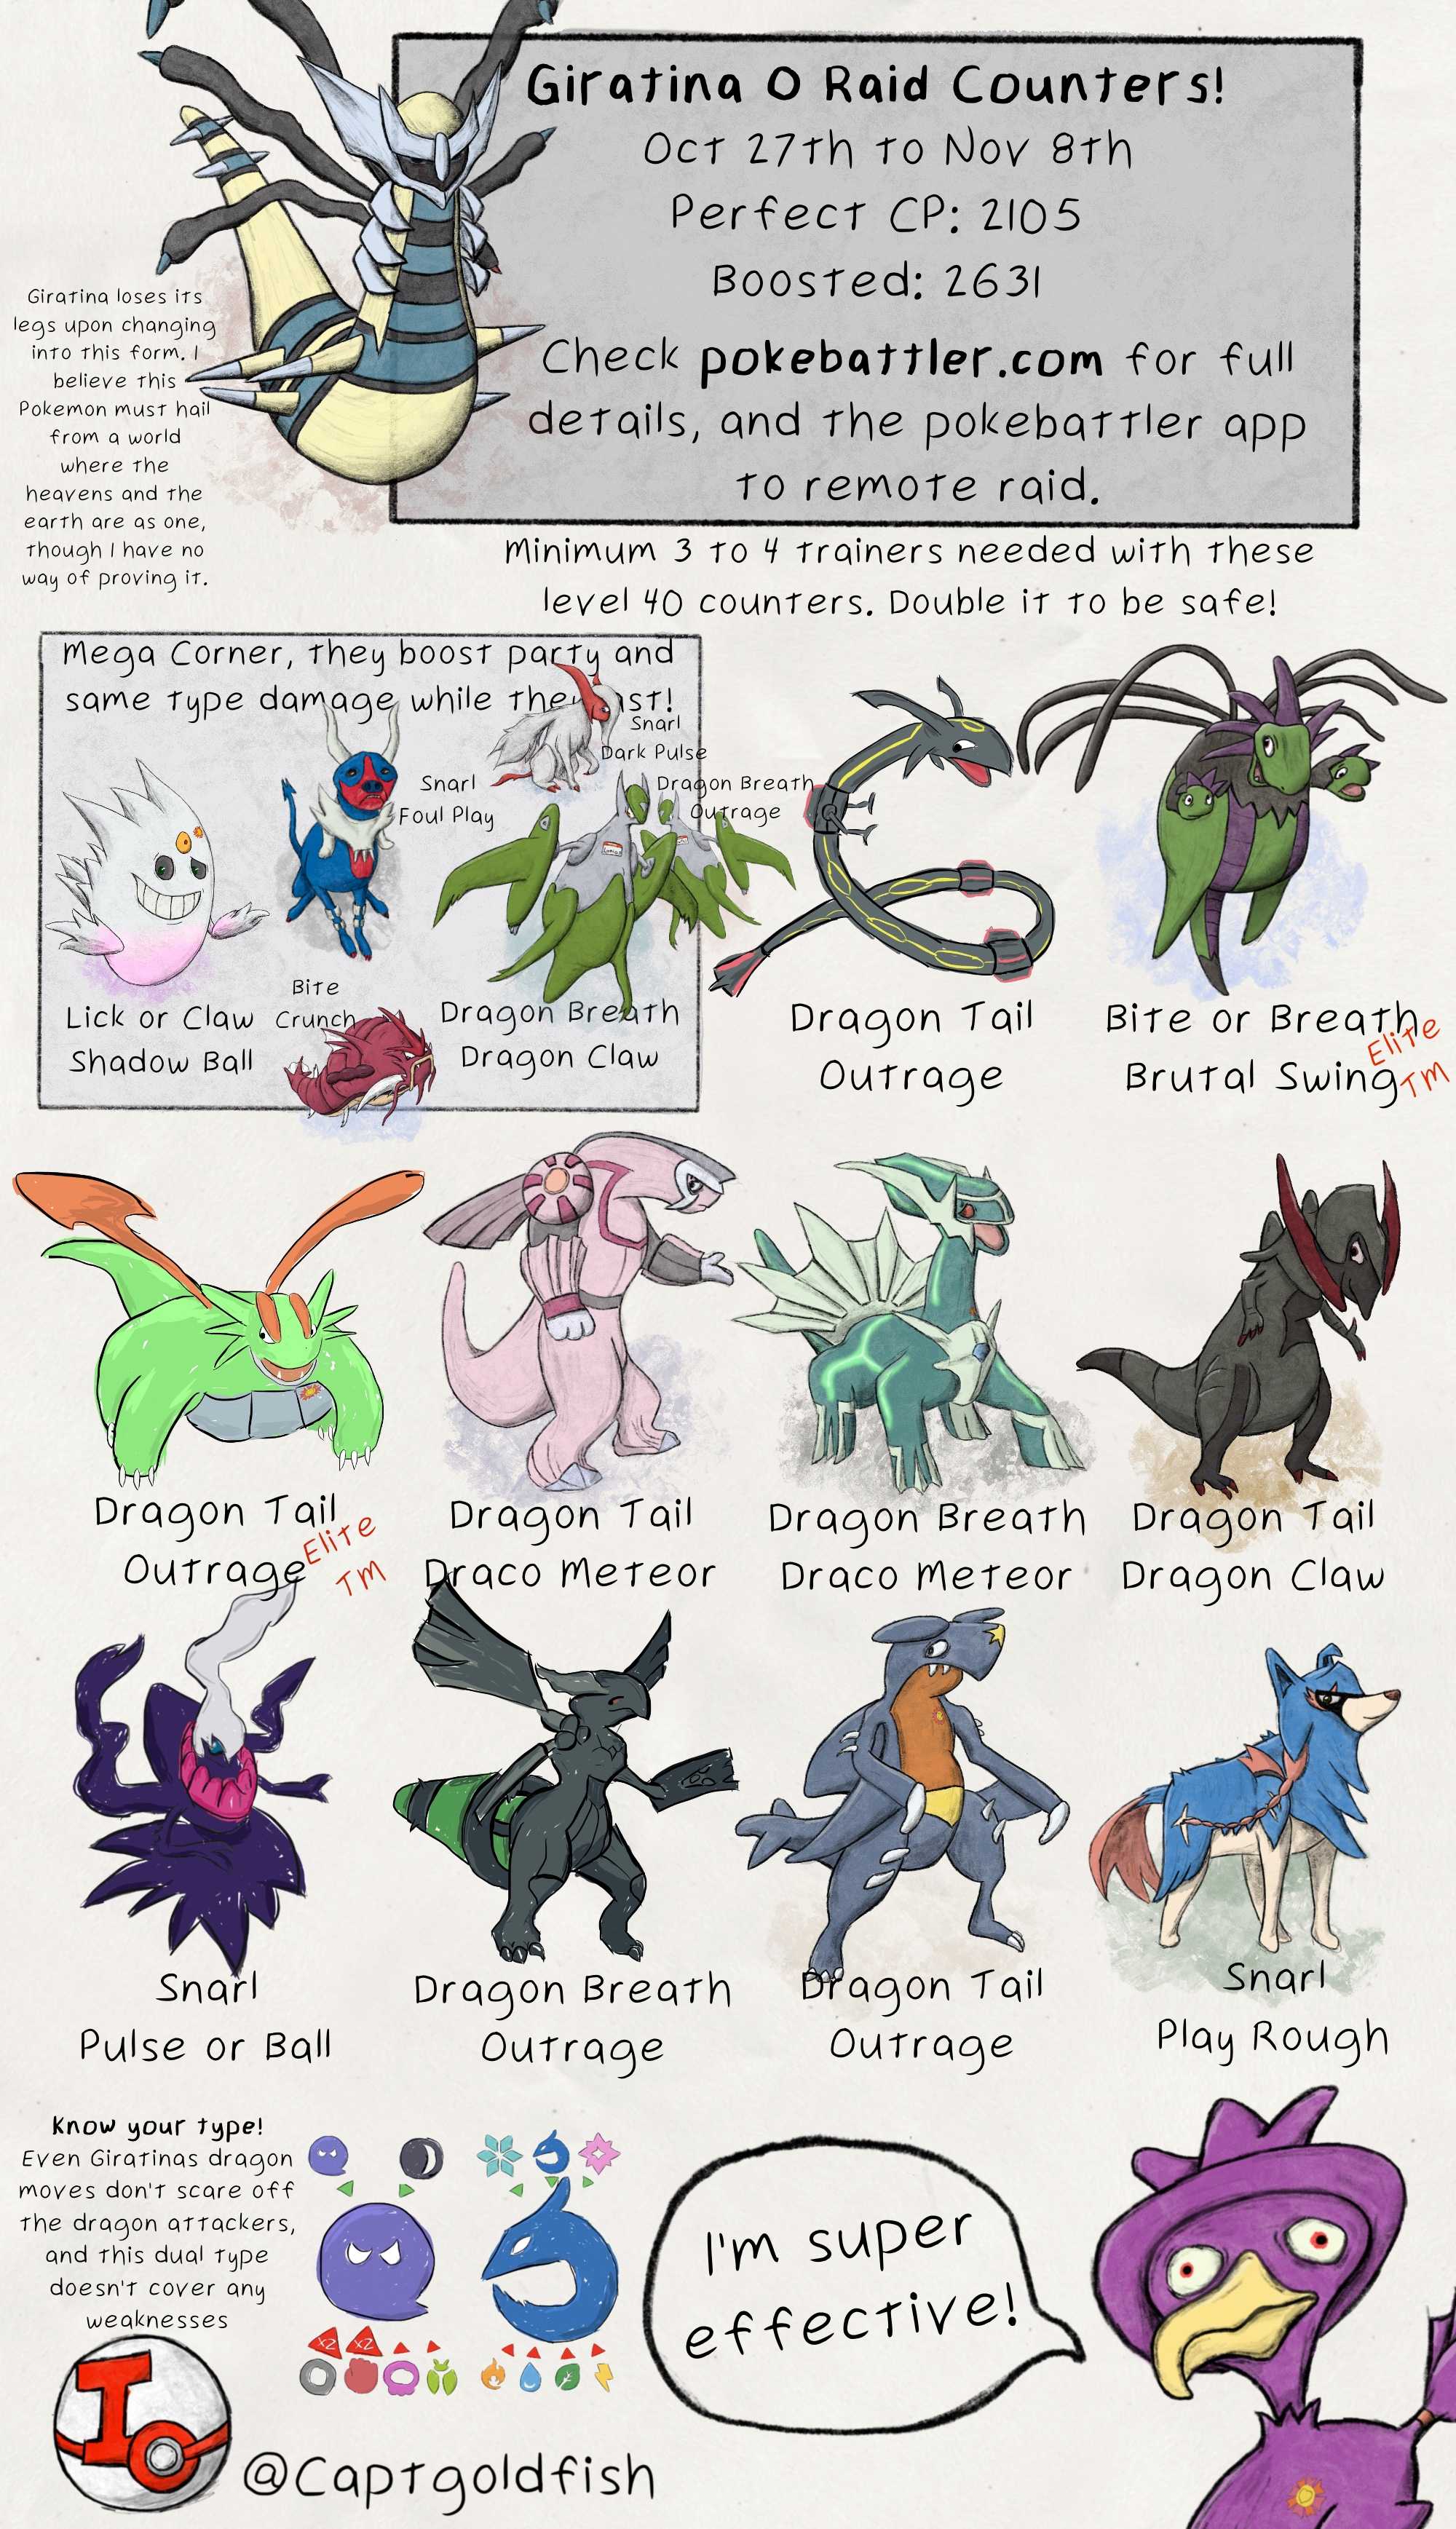 Giratina O Raid Counters!
Oct 27th to Nov 8th
Perfect CP: 2105
Boosted: 2631
Check pokebattler.com for full
details, and the pokebattler app
to remote raid.
Giratina loses its
legs upon changing
into this form. I
believe this
Pokemon must hail
from a world
where the
heavens and the
earth are as one,
though I have no
way of proving it.
Minimum 3 to 4 trainers needed with these
level 40 counters. Double it to be safe!
Mega Corner, they boost party and
same type damage while they last!
Snarl
Dark Pulse
Snarl
Foul Play
Dragon Breath
Outrage
Lick or Claw
Shadow Ball
Bite
Crunch
Dragon Breath
Dragon Claw
Dragon Tail
Outrage
Bite or Breath
Brutal Swing
Elite
TM
Dragon Tail
Outrage
Elite
TM
Dragon Tail
Draco Meteor
Dragon Breath
Draco Meteor
Dragon Tail
Dragon Claw
Snarl
Pulse or Ball
Dragon Breath
Outrage
Dragon Tail
Outrage
Snarl
Play Rough
Know your type!
Even Giratinas dragon
moves don't scare off
the dragon attackers,
and this dual type
doesn't cover any
weaknesses
x2 x2
I'm super
effective!
@Captgoldfish